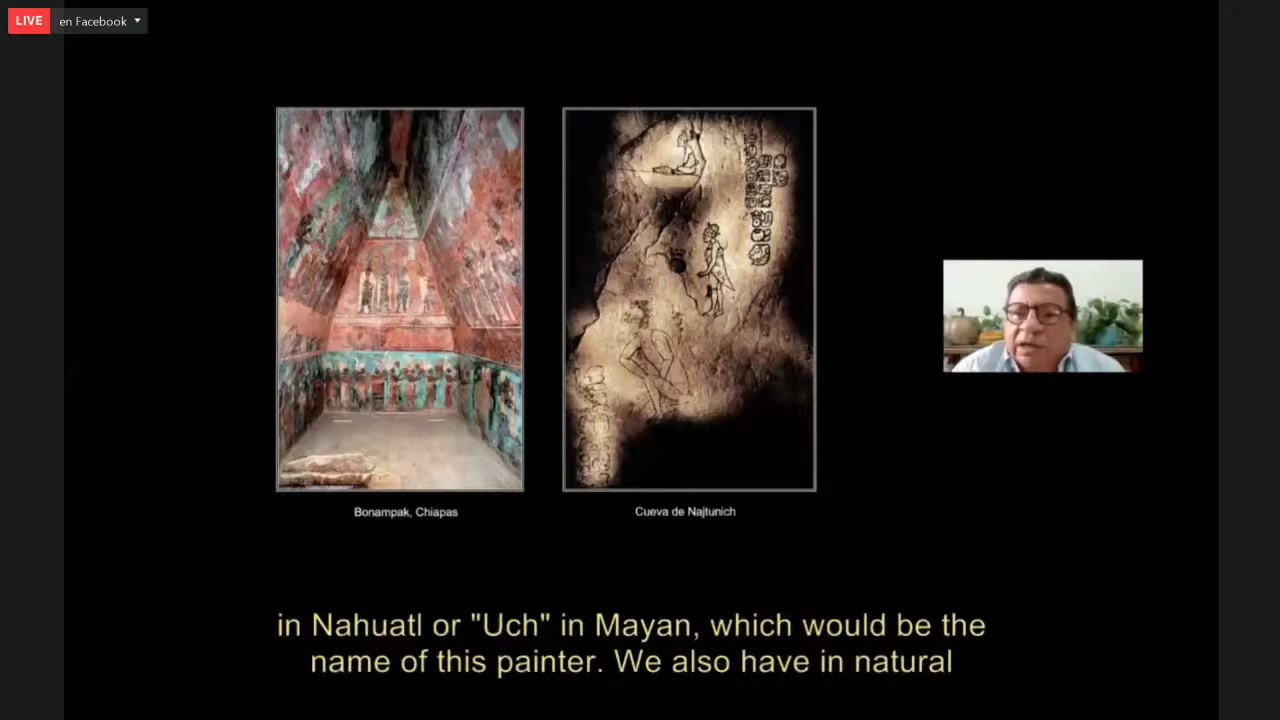 LIVE en Facebook
Bonampak, Chiapas
Cueva de Najtunich
in Nahuatl or "Uch" in Mayan, which would be the
name of this painter. We also have in natural